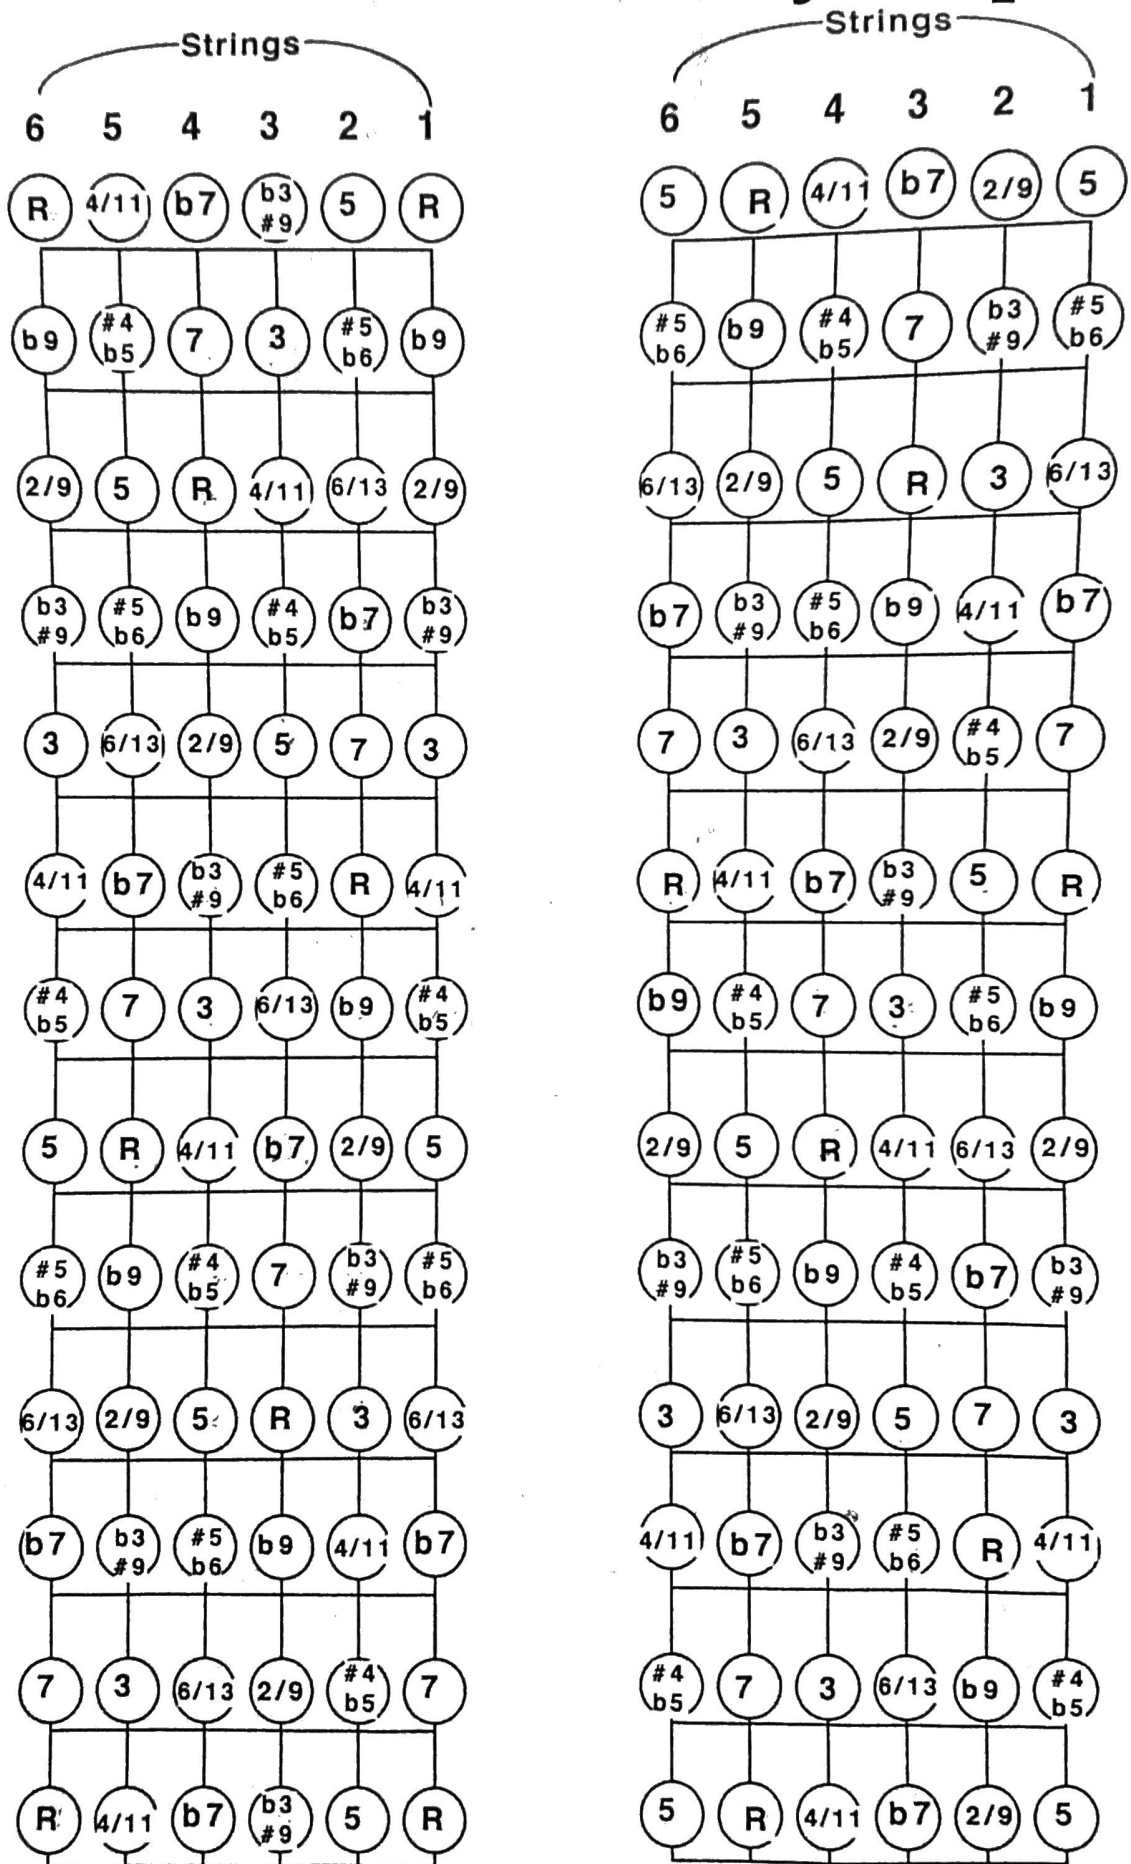 Strings
6 5 4 3 2 1
R 4/11 b7 b3 #9 5 R
b9 #4 b5 7 3 #5 b6 b9
2/9 5 R 4/11 6/13 2/9
b3 #9 #5 b6 b9 #4 b5 b7 b3 #9
3 6/13 2/9 5 7 3
4/11 b7 b3 #9 #5 b6 R 4/11
#4 b5 7 3 6/13 b9 #4 b5
5 R 4/11 b7 2/9 5
#5 b6 b9 #4 b5 7 b3 #9 #5 b6
6/13 2/9 5 R 3 6/13
b7 b3 #9 #5 b6 b9 4/11 b7
7 3 6/13 2/9 #4 b5 7
R 4/11 b7 b3 #9 5 R
Strings
6 5 4 3 2 1
5 R 4/11 b7 2/9 5
#5 b6 b9 #4 b5 7 b3 #9 #5 b6
6/13 2/9 5 R 3 6/13
b7 b3 #9 #5 b6 b9 4/11 b7
7 3 6/13 2/9 #4 b5 7
R 4/11 b7 b3 #9 5 R
b9 #4 b5 7 3 #5 b6 b9
2/9 5 R 4/11 6/13 2/9
b3 #9 #5 b6 b9 #4 b5 b7 b3 #9
3 6/13 2/9 5 7 3
4/11 b7 b3 #9 #5 b6 R 4/11
#4 b5 7 3 6/13 b9 #4 b5
5 R 4/11 b7 2/9 5